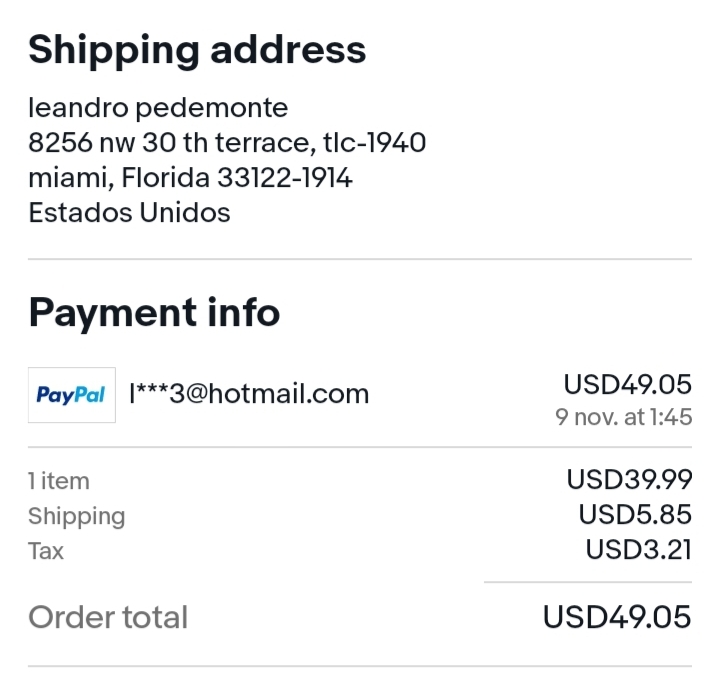 Shipping address
leandro pedemonte
8256 nw 30 th terrace, tlc-1940
miami, Florida 33122-1914
Estados Unidos
Payment info
PayPal l***3@hotmail.com USD49.05
9 nov. at 1:45
1 item USD39.99
Shipping USD5.85
Tax USD3.21
Order total USD49.05